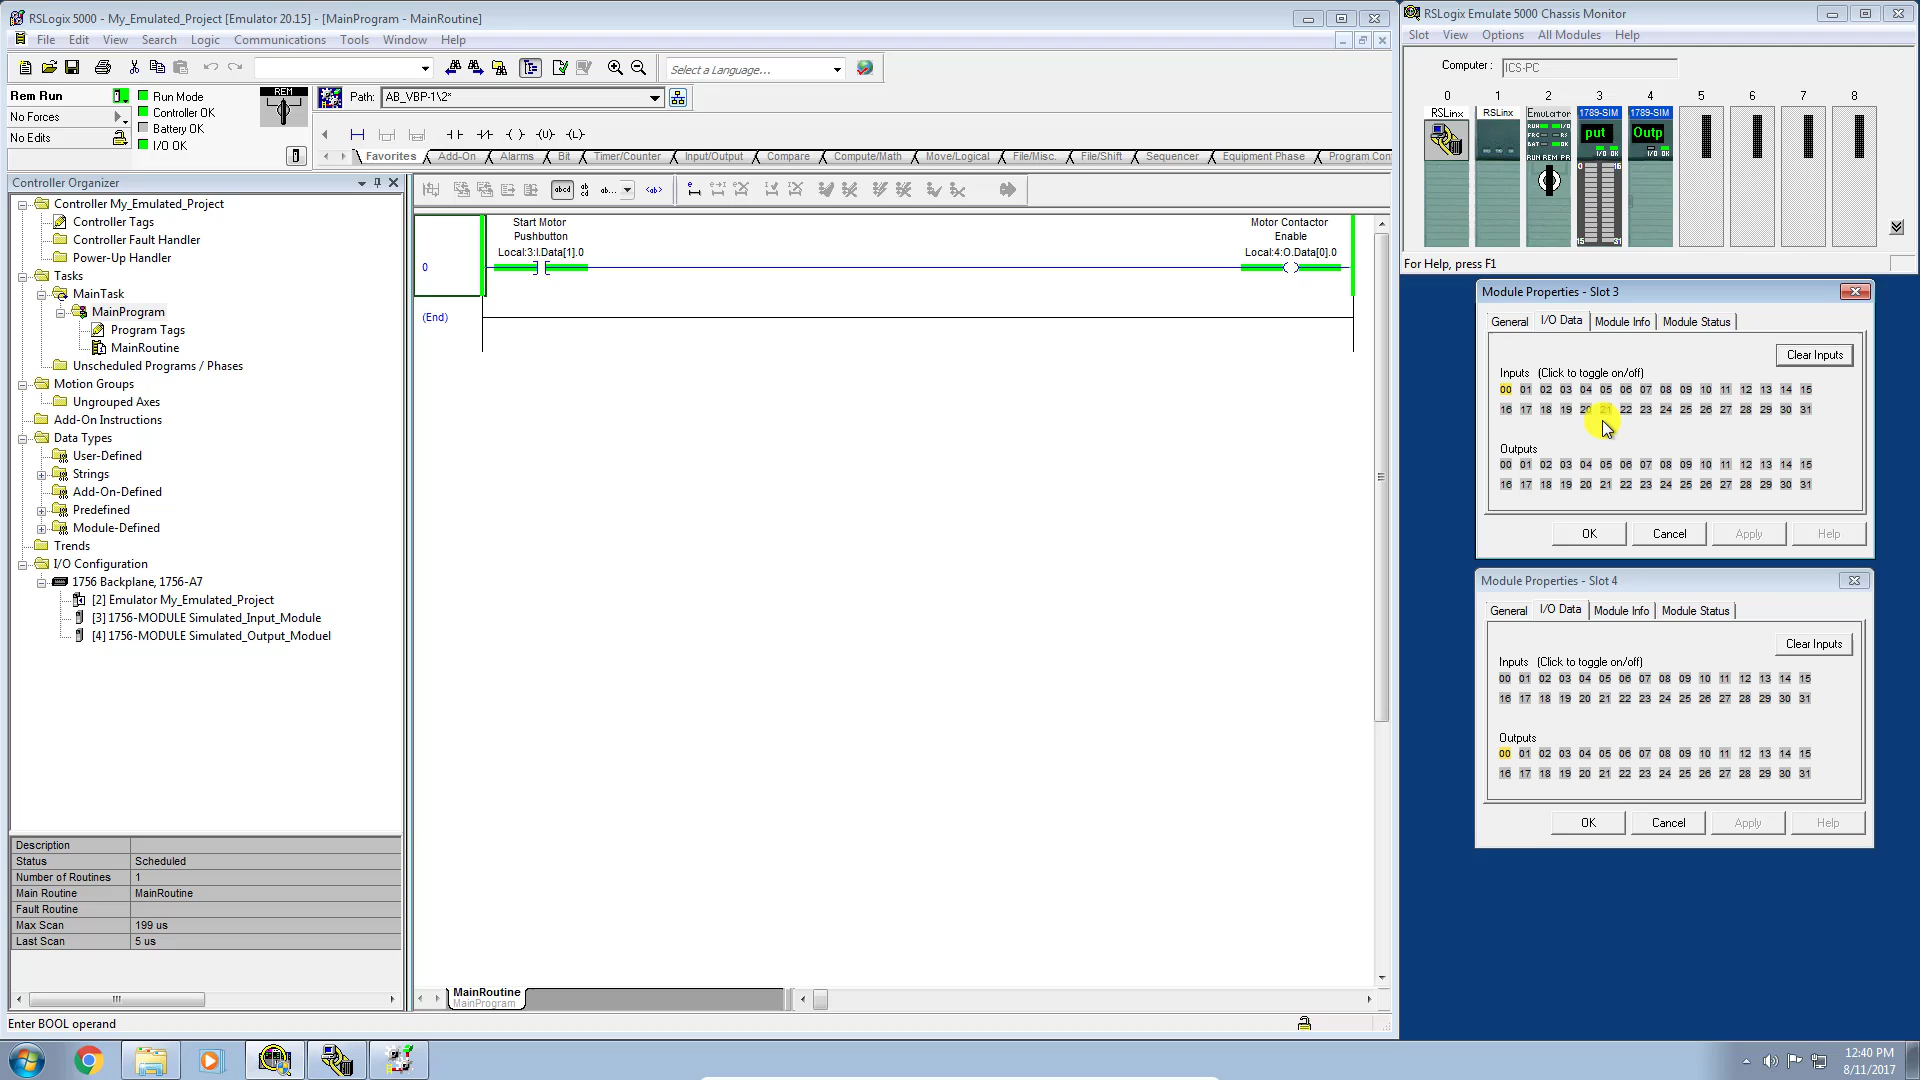 RSLogix 5000 - My_Emulated_Project [Emulator 20.15] - [MainProgram - MainRoutine]
File Edit View Search Logic Communications Tools Window Help
Select a Language...
Rem Run
No Forces
No Edits
Run Mode
Controller OK
Battery OK
I/O OK
REM
Path: AB_VBP-1\2*
Favorites Add-On Alarms Bit Timer/Counter Input/Output Compare Compute/Math Move/Logical File/Misc. File/Shift Sequencer Equipment Phase Program Con
Controller Organizer
Controller My_Emulated_Project
Controller Tags
Controller Fault Handler
Power-Up Handler
Tasks
MainTask
MainProgram
Program Tags
MainRoutine
Unscheduled Programs / Phases
Motion Groups
Ungrouped Axes
Add-On Instructions
Data Types
User-Defined
Strings
Add-On-Defined
Predefined
Module-Defined
Trends
I/O Configuration
1756 Backplane, 1756-A7
[2] Emulator My_Emulated_Project
[3] 1756-MODULE Simulated_Input_Module
[4] 1756-MODULE Simulated_Output_Moduel
Description
Status Scheduled
Number of Routines 1
Main Routine MainRoutine
Fault Routine
Max Scan 199 us
Last Scan 5 us
Start Motor
Pushbutton
Local:3:I.Data[1].0
Motor Contactor
Enable
Local:4:O.Data[0].0
0
(End)
MainRoutine
MainProgram
Enter BOOL operand
RSLogix Emulate 5000 Chassis Monitor
Slot View Options All Modules Help
Computer : ICS-PC
0 1 2 3 4 5 6 7 8
RSLinx RSLinx Emulator 1789-SIM 1789-SIM
put Outp
For Help, press F1
Module Properties - Slot 3
General I/O Data Module Info Module Status
Clear Inputs
Inputs (Click to toggle on/off)
00 01 02 03 04 05 06 07 08 09 10 11 12 13 14 15
16 17 18 19 20 21 22 23 24 25 26 27 28 29 30 31
Outputs
00 01 02 03 04 05 06 07 08 09 10 11 12 13 14 15
16 17 18 19 20 21 22 23 24 25 26 27 28 29 30 31
OK Cancel Apply Help
Module Properties - Slot 4
General I/O Data Module Info Module Status
Clear Inputs
Inputs (Click to toggle on/off)
00 01 02 03 04 05 06 07 08 09 10 11 12 13 14 15
16 17 18 19 20 21 22 23 24 25 26 27 28 29 30 31
Outputs
00 01 02 03 04 05 06 07 08 09 10 11 12 13 14 15
16 17 18 19 20 21 22 23 24 25 26 27 28 29 30 31
OK Cancel Apply Help
12:40 PM
8/11/2017